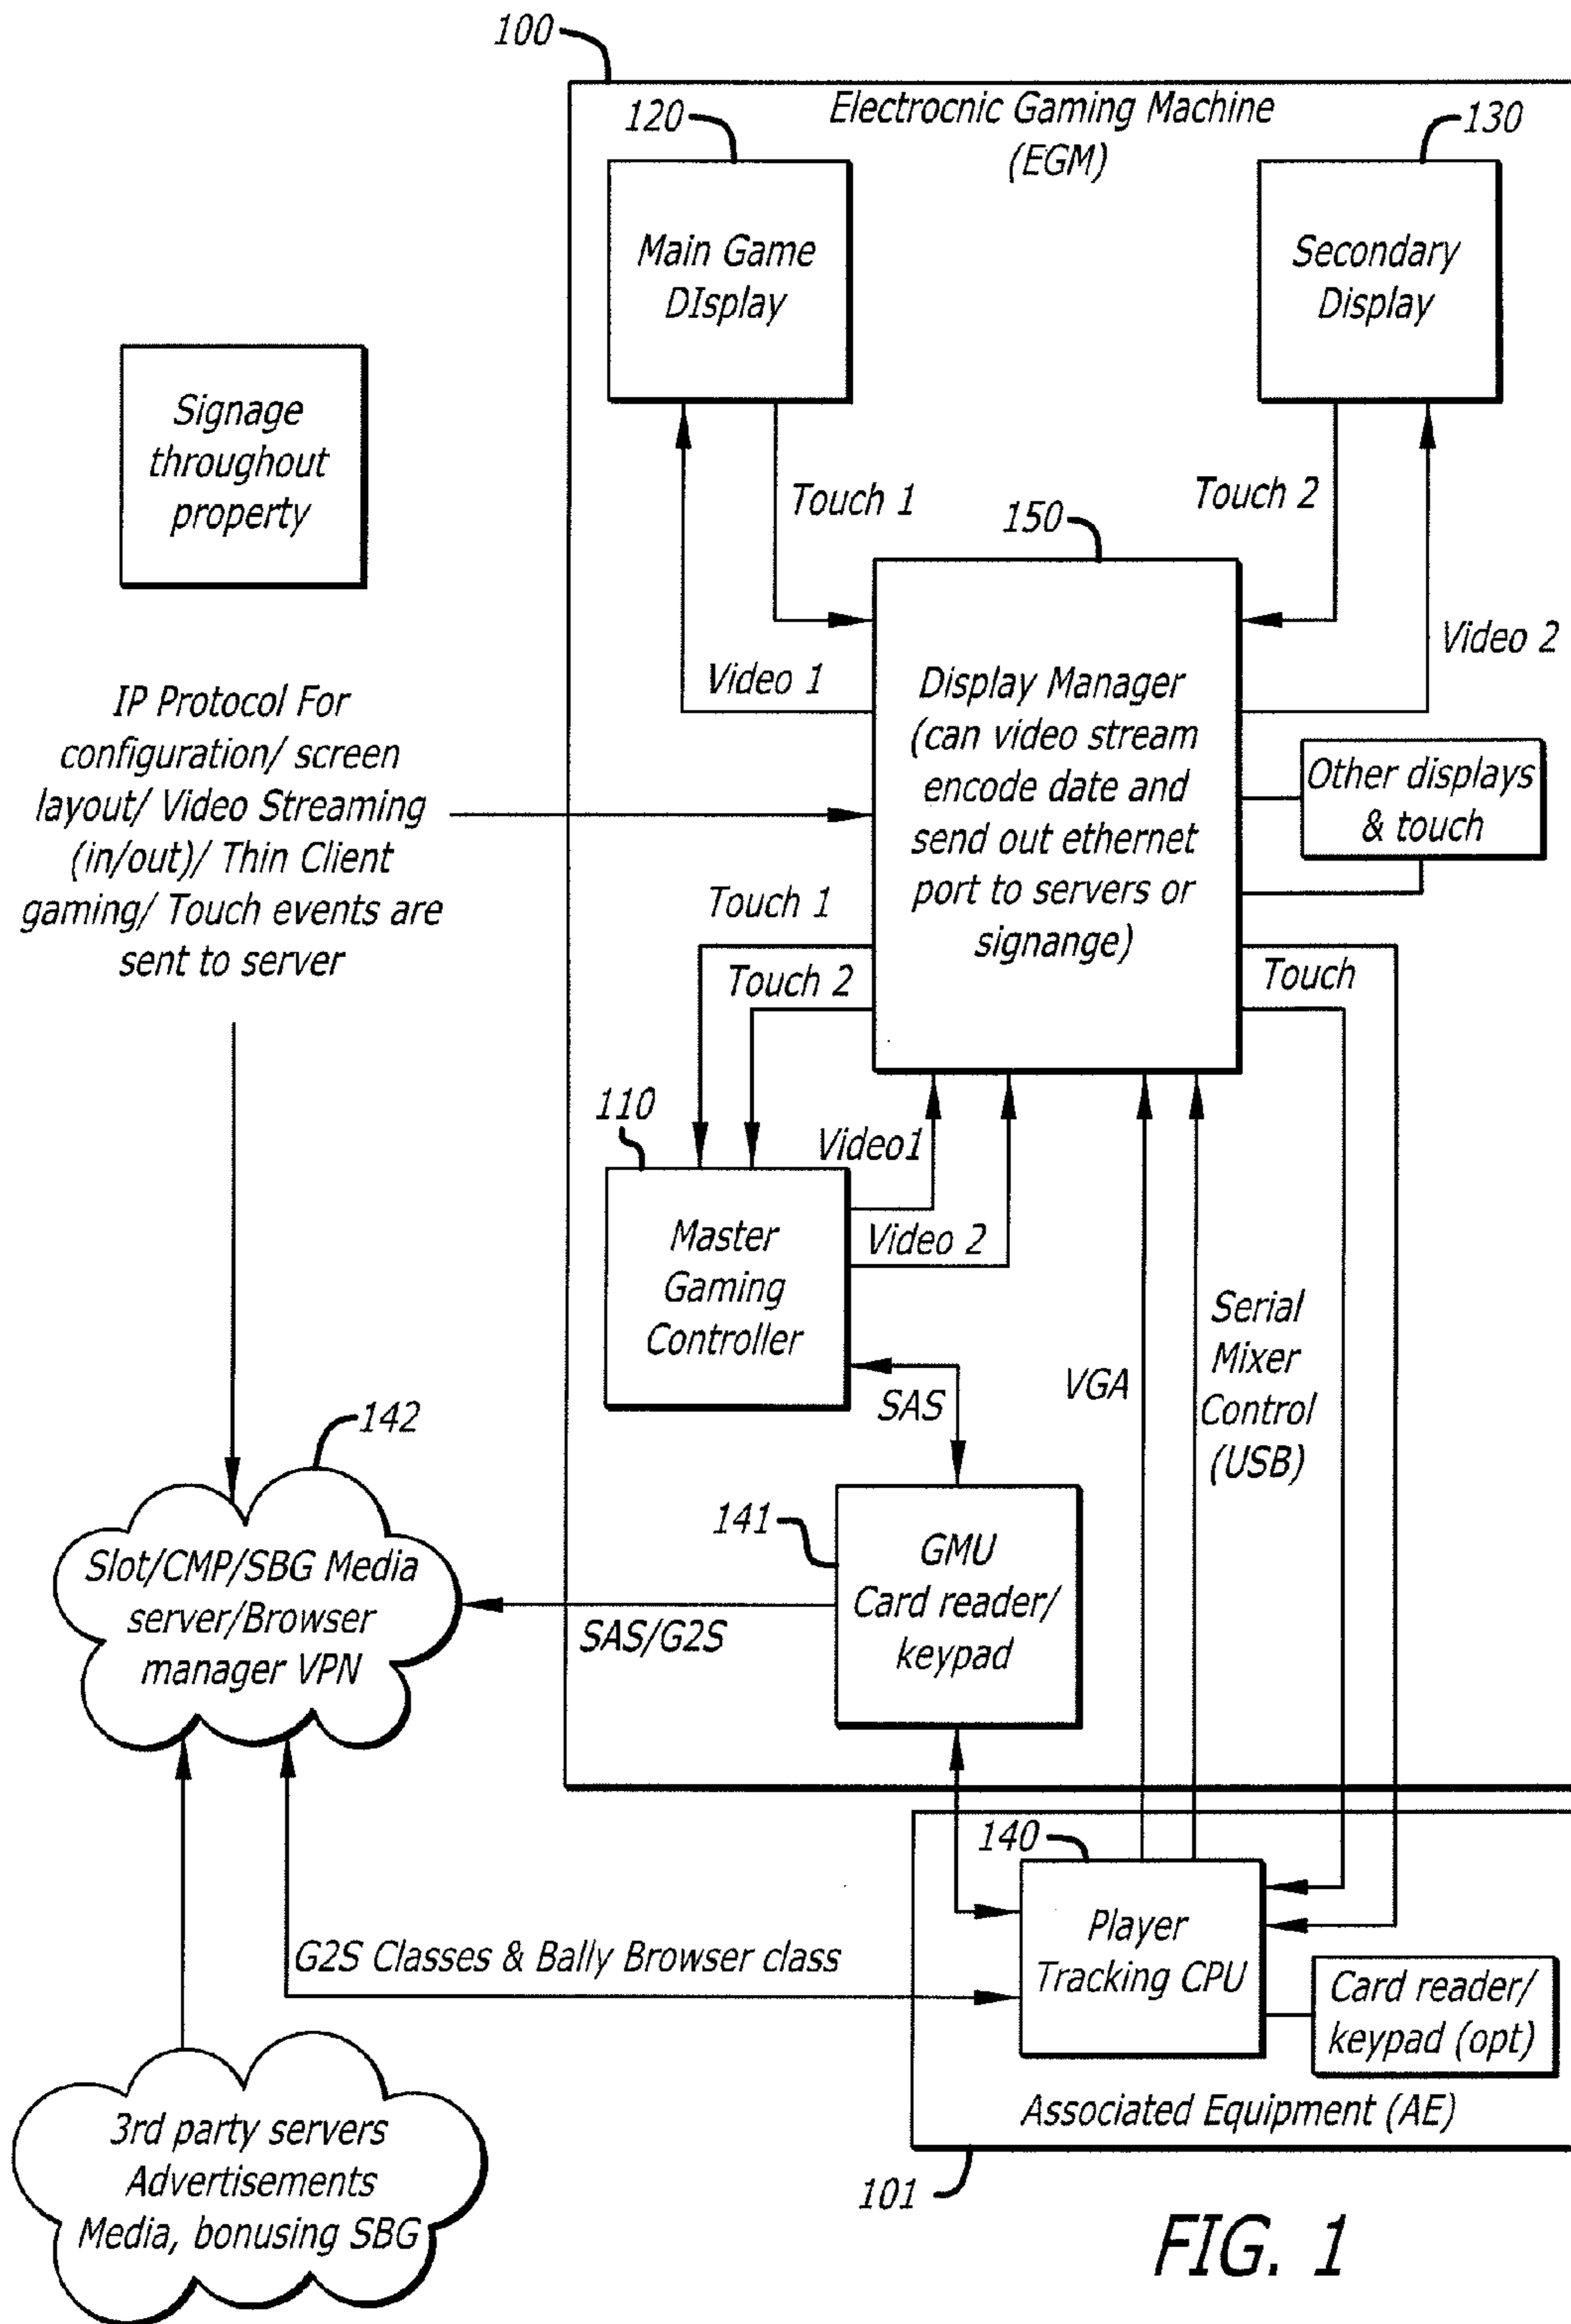 100
Electrocnic Gaming Machine
(EGM)
120
130
Main Game
DIsplay
Secondary
Display
Signage
throughout
property
Touch 1
Touch 2
150
Video 1
Video 2
IP Protocol For
configuration/ screen
layout/ Video Streaming
(in/out)/ Thin Client
gaming/ Touch events are
sent to server
Display Manager
(can video stream
encode date and
send out ethernet
port to servers or
signange)
Other displays
& touch
Touch 1
Touch 2
Touch
110
Video1
Video 2
Master
Gaming
Controller
SAS
VGA
Serial
Mixer
Control
(USB)
142
141
Slot/CMP/SBG Media
server/Browser
manager VPN
SAS/G2S
GMU
Card reader/
keypad
140
Player
Tracking CPU
G2S Classes & Bally Browser class
Card reader/
keypad (opt)
Associated Equipment (AE)
101
3rd party servers
Advertisements
Media, bonusing SBG
FIG. 1